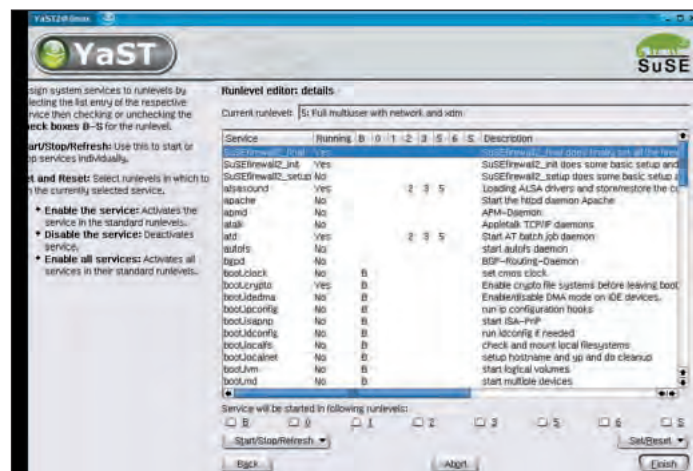 YaST2@linux
YaST
SuSE
sign system services to runlevels by
lecting the list entry of the respective
rvice then checking or unchecking the
eck boxes B-S for the runlevel.
art/Stop/Refresh: Use this to start or
op services individually.
et and Reset: Select runlevels in which to
n the currently selected service.
Enable the service: Activates the
service in the standard runlevels.
Disable the service: Deactivates
service.
Enable all services: Activates all
services in their standard runlevels.
Runlevel editor: details
Current runlevel: 5: Full multiuser with network and xdm
Service Running B 0 1 2 3 5 6 S Description
SuSEfirewall2_final Yes SuSEfirewall2_final does finally set all the firew
SuSEfirewall2_init Yes SuSEfirewall2_init does some basic setup and
SuSEfirewall2_setup No SuSEfirewall2_setup does some basic setup a
alsasound Yes 2 3 5 Loading ALSA drivers and store/restore the cu
apache No Start the httpd daemon Apache
apmd No APM-Daemon
atalk No Appletalk TCP/IP daemons
atd Yes 2 3 5 Start AT batch job daemon
autofs No start autofs daemon
bgpd No BGP-Routing-Daemon
boot.clock No B set cmos clock
boot.crypto Yes B Enable crypto file systems before leaving boot
boot.idedma No B Enable/disable DMA mode on IDE devices.
boot.ipconfig No B run ip configuration hooks
boot.isapnp No B start ISA-PnP
boot.ldconfig No B run ldconfig if needed
boot.localfs No B check and mount local filesystems
boot.localnet No B setup hostname and yp and do cleanup
boot.lvm No B start logical volumes
boot.md No B start multiple devices
Service will be started in following runlevels:
B 0 1 2 3 5 6 S
Start/Stop/Refresh Set/Reset
Back Abort Finish